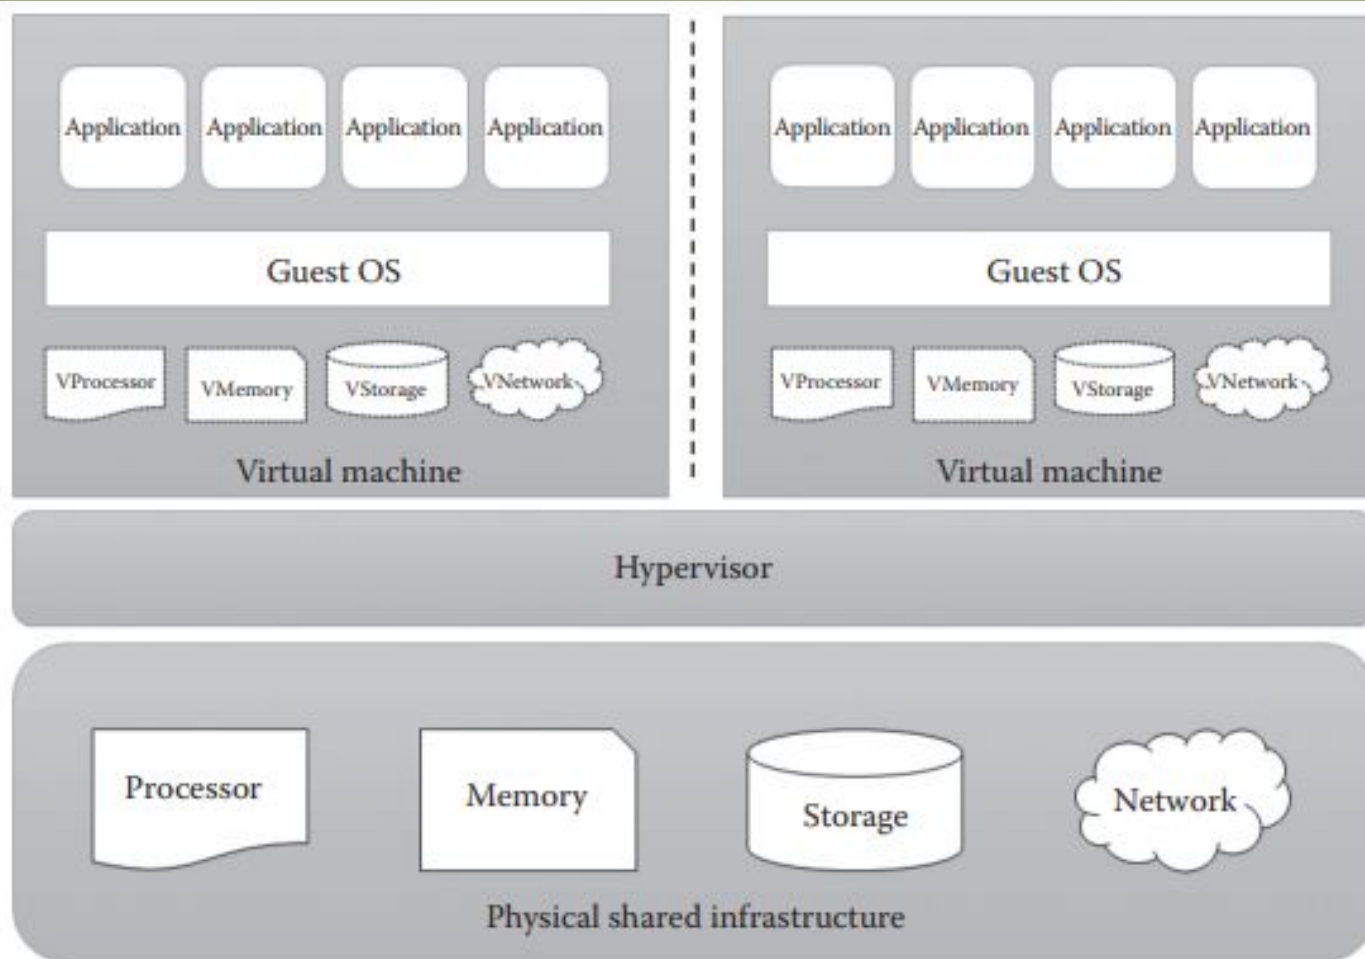 Application Application Application Application Application Application Application Application
Guest OS Guest OS
VProcessor VMemory VStorage VNetwork VProcessor VMemory VStorage VNetwork
Virtual machine Virtual machine
Hypervisor
Processor Memory Storage Network
Physical shared infrastructure